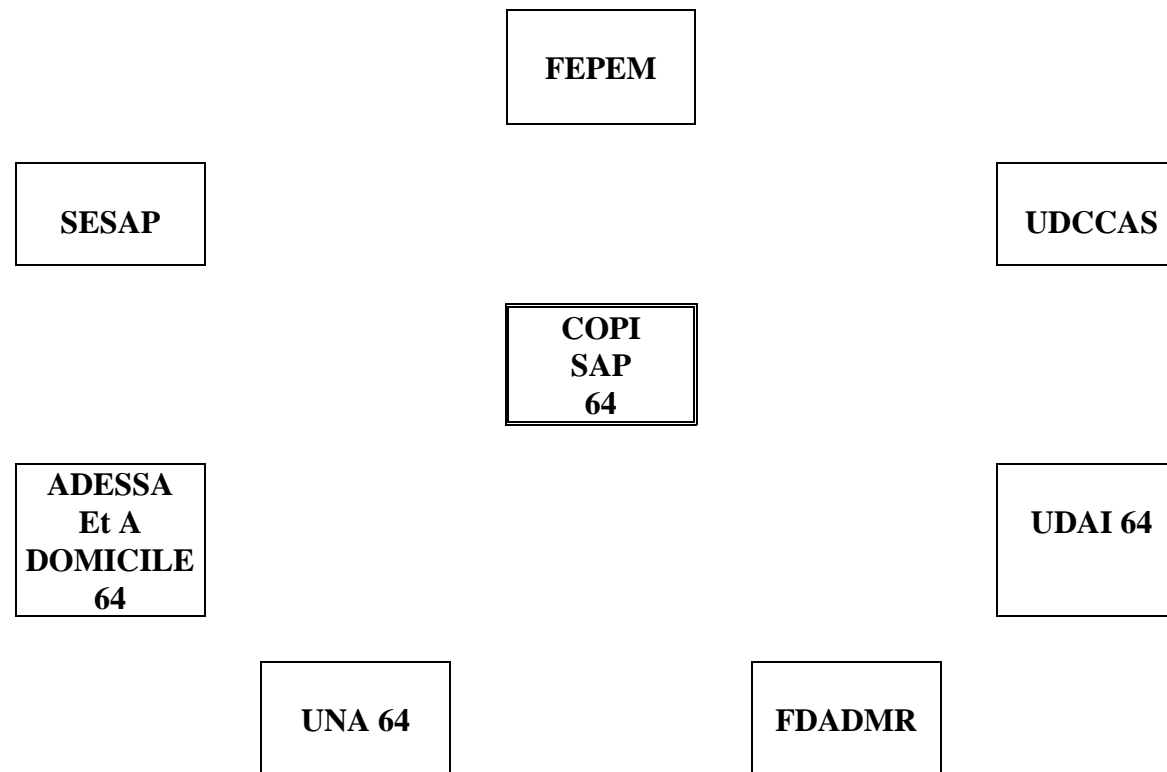 FEPEM
SESAP
UDCCAS
COPI
SAP
64
ADESSA
Et A
DOMICILE
64
UDAI 64
UNA 64
FDADMR